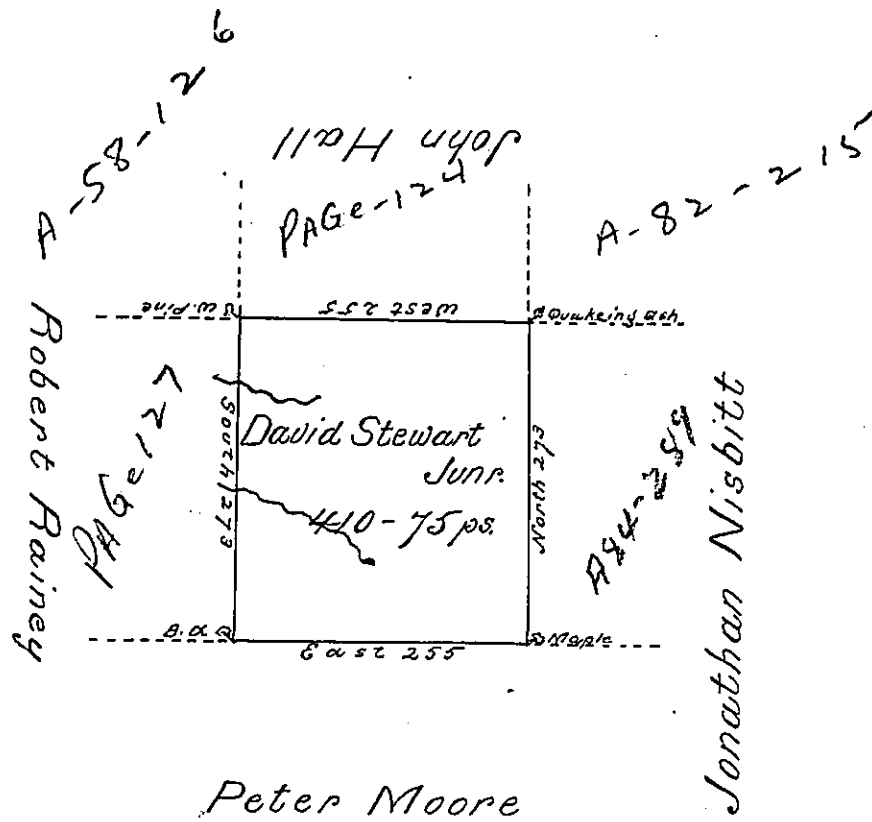 A-58-126
John Hall
PAGe-124
A-82-215
W. Pine
West 255
Quakeing Ash
Robert Rainey
PAGe 127
South 273
David Stewart
Junr.
410-75 ps.
North 273
A84-259
Jonathan Nisbitt
East 255
Maple
Peter Moore